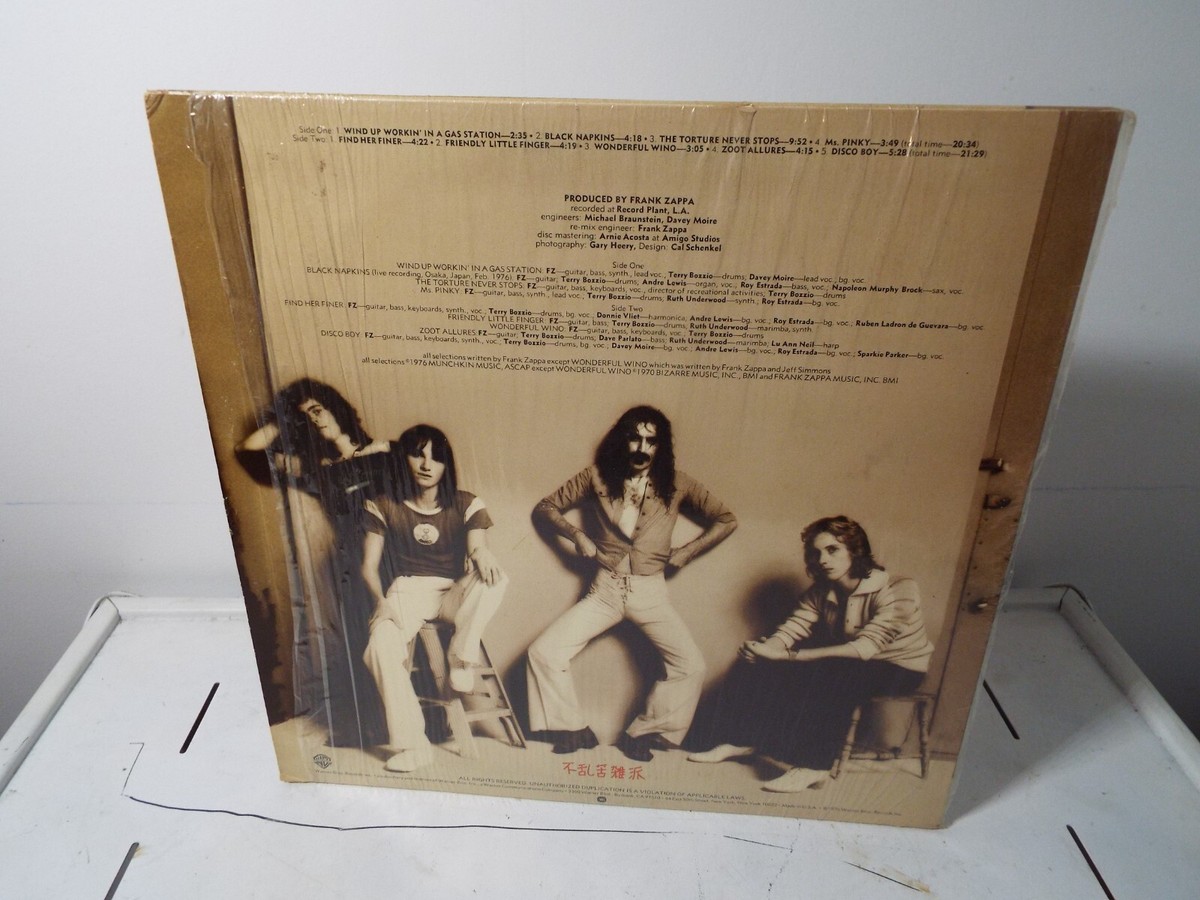 Side One: 1. WIND UP WORKIN' IN A GAS STATION—2:35 • 2. BLACK NAPKINS—4:18 • 3. THE TORTURE NEVER STOPS—9:52 • 4. Ms. PINKY—3:49 (total time—20:34)
Side Two: 1. FIND HER FINER—4:22 • 2. FRIENDLY LITTLE FINGER—4:19 • 3. WONDERFUL WINO—3:05 • 4. ZOOT ALLURES—4:15 • 5. DISCO BOY—5:28 (total time—21:29)
PRODUCED BY FRANK ZAPPA
recorded at Record Plant, L.A.
engineers: Michael Braunstein, Davey Moire
re-mix engineer: Frank Zappa
disc mastering: Arnie Acosta at Amigo Studios
photography: Gary Heery, Design: Cal Schenkel
Side One
WIND UP WORKIN' IN A GAS STATION: FZ—guitar, bass, synth., lead voc., Terry Bozzio—drums; Davey Moire—lead voc., bg. voc.
BLACK NAPKINS (live recording, Osaka, Japan, Feb. 1976): FZ—guitar; Terry Bozzio—drums; Andre Lewis—organ, voc.; Roy Estrada—bass, voc.; Napoleon Murphy Brock—sax, voc.
THE TORTURE NEVER STOPS: FZ—guitar, bass, keyboards, voc., director of recreational activities; Terry Bozzio—drums
Ms. PINKY: FZ—guitar, bass, synth., lead voc.; Terry Bozzio—drums; Ruth Underwood—synth.; Roy Estrada—bg. voc.
Side Two
FIND HER FINER: FZ—guitar, bass, keyboards, synth., voc.; Terry Bozzio—drums, bg. voc.; Donnie Vliet—harmonica; Andre Lewis—bg. voc.; Roy Estrada—bg. voc.; Ruben Ladron de Guevara—bg. voc.
FRIENDLY LITTLE FINGER: FZ—guitar, bass; Terry Bozzio—drums; Ruth Underwood—marimba, synth
WONDERFUL WINO: FZ—guitar, bass, keyboards, voc.; Terry Bozzio—drums
ZOOT ALLURES: FZ—guitar; Terry Bozzio—drums; Dave Parlato—bass; Ruth Underwood—marimba; Lu Ann Neil—harp
DISCO BOY: FZ—guitar, bass, keyboards, synth, voc.; Terry Bozzio—drums, bg. voc.; Davey Moire—bg. voc.; Andre Lewis—bg. voc.; Roy Estrada—bg. voc.; Sparkie Parker—bg. voc.
all selections written by Frank Zappa except WONDERFUL WINO which was written by Frank Zappa and Jeff Simmons
all selections ©1976 MUNCHKIN MUSIC, ASCAP except WONDERFUL WINO ©1970 BIZARRE MUSIC, INC., BMI and FRANK ZAPPA MUSIC, INC. BMI
不乱苦雑派
ALL RIGHTS RESERVED. UNAUTHORIZED DUPLICATION IS A VIOLATION OF APPLICABLE LAWS.